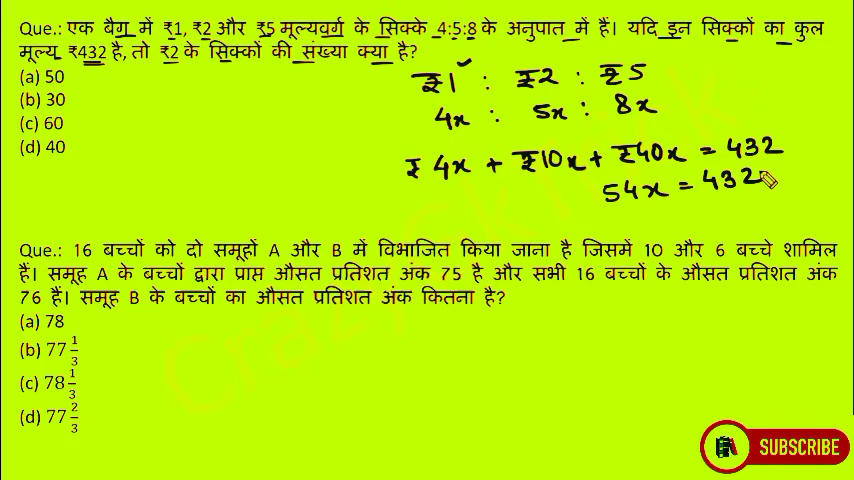 Que.: एक बैग में ₹1, ₹2 और ₹5 मूल्यवर्ग के सिक्के 4:5:8 के अनुपात में हैं। यदि इन सिक्कों का कुल
मूल्य ₹432 है, तो ₹2 के सिक्कों की संख्या क्या है?
(a) 50
(b) 30
(c) 60
(d) 40
₹1 : ₹2 : ₹5
4x : 5x : 8x
₹4x + ₹10x + ₹40x = 432
54x = 432
Que.: 16 बच्चों को दो समूहों A और B में विभाजित किया जाना है जिसमें 10 और 6 बच्चे शामिल
हैं। समूह A के बच्चों द्वारा प्राप्त औसत प्रतिशत अंक 75 है और सभी 16 बच्चों के औसत प्रतिशत अंक
76 हैं। समूह B के बच्चों का औसत प्रतिशत अंक कितना है?
(a) 78
(b) 77 1/3
(c) 78 1/3
(d) 77 2/3
SUBSCRIBE